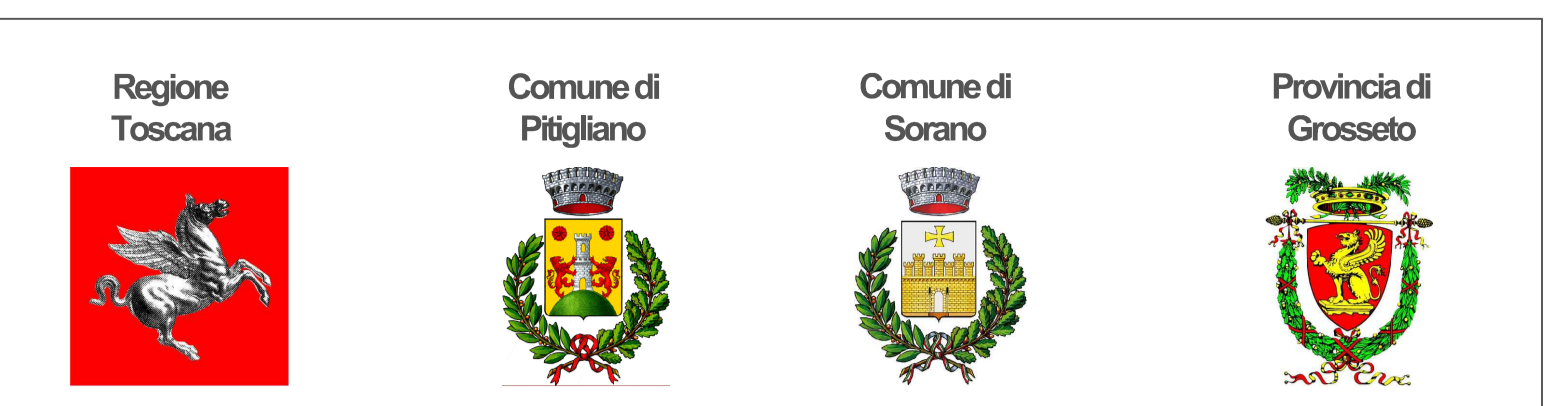 Regione
Toscana
Comune di
Pitigliano
Comune di
Sorano
Provincia di
Grosseto